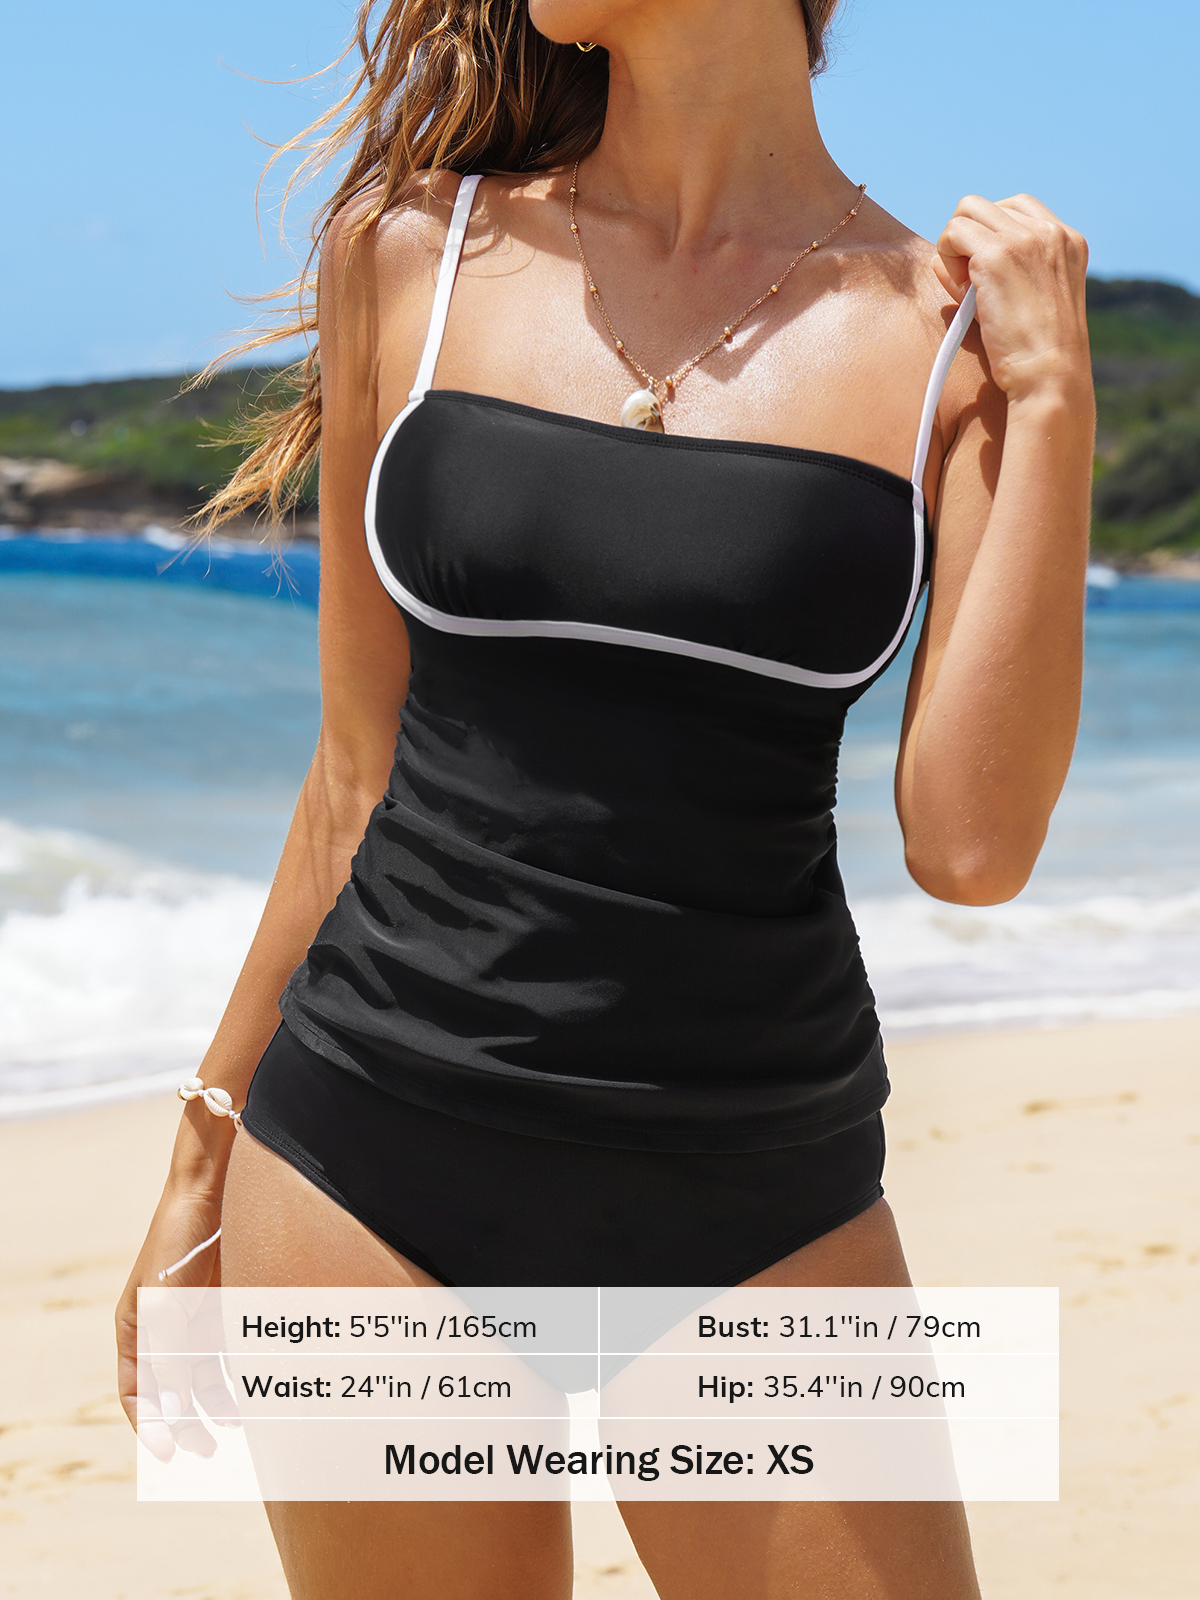 Height: 5'5''in /165cm
Bust: 31.1''in / 79cm
Waist: 24''in / 61cm
Hip: 35.4''in / 90cm
Model Wearing Size: XS